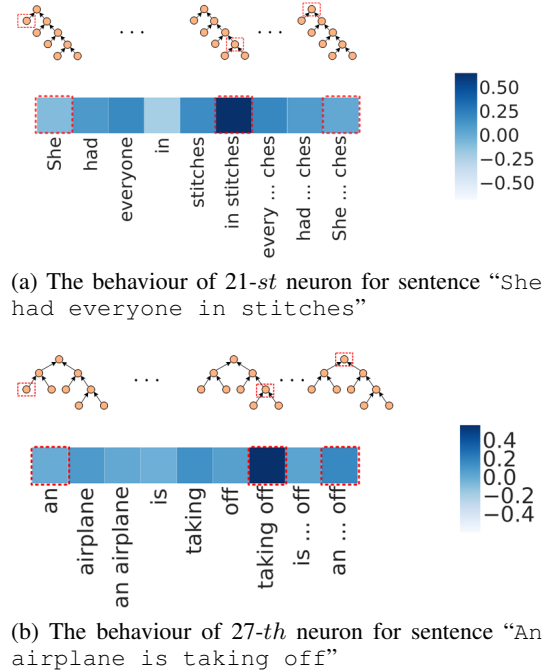 . . .
0.50
0.25
0.00
−0.25
−0.50
She
had
everyone
in
stitches
in stitches
every ... ches
had ... ches
She ... ches
(a) The behaviour of 21-st neuron for sentence “She
had everyone in stitches”
. . .
. . .
0.4
0.2
0.0
−0.2
−0.4
an
airplane
an airplane
is
taking
off
taking off
is ... off
an ... off
(b) The behaviour of 27-th neuron for sentence “An
airplane is taking off”